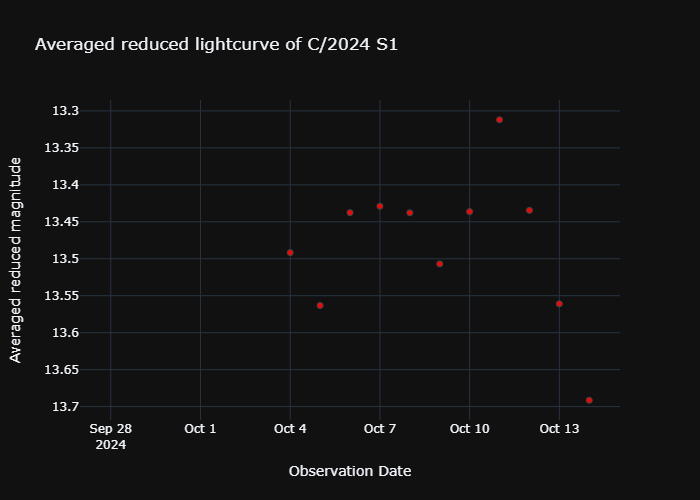 Averaged reduced lightcurve of C/2024 S1
Averaged reduced magnitude
13.3
13.35
13.4
13.45
13.5
13.55
13.6
13.65
13.7
Sep 28 Oct 1 Oct 4 Oct 7 Oct 10 Oct 13
2024
Observation Date